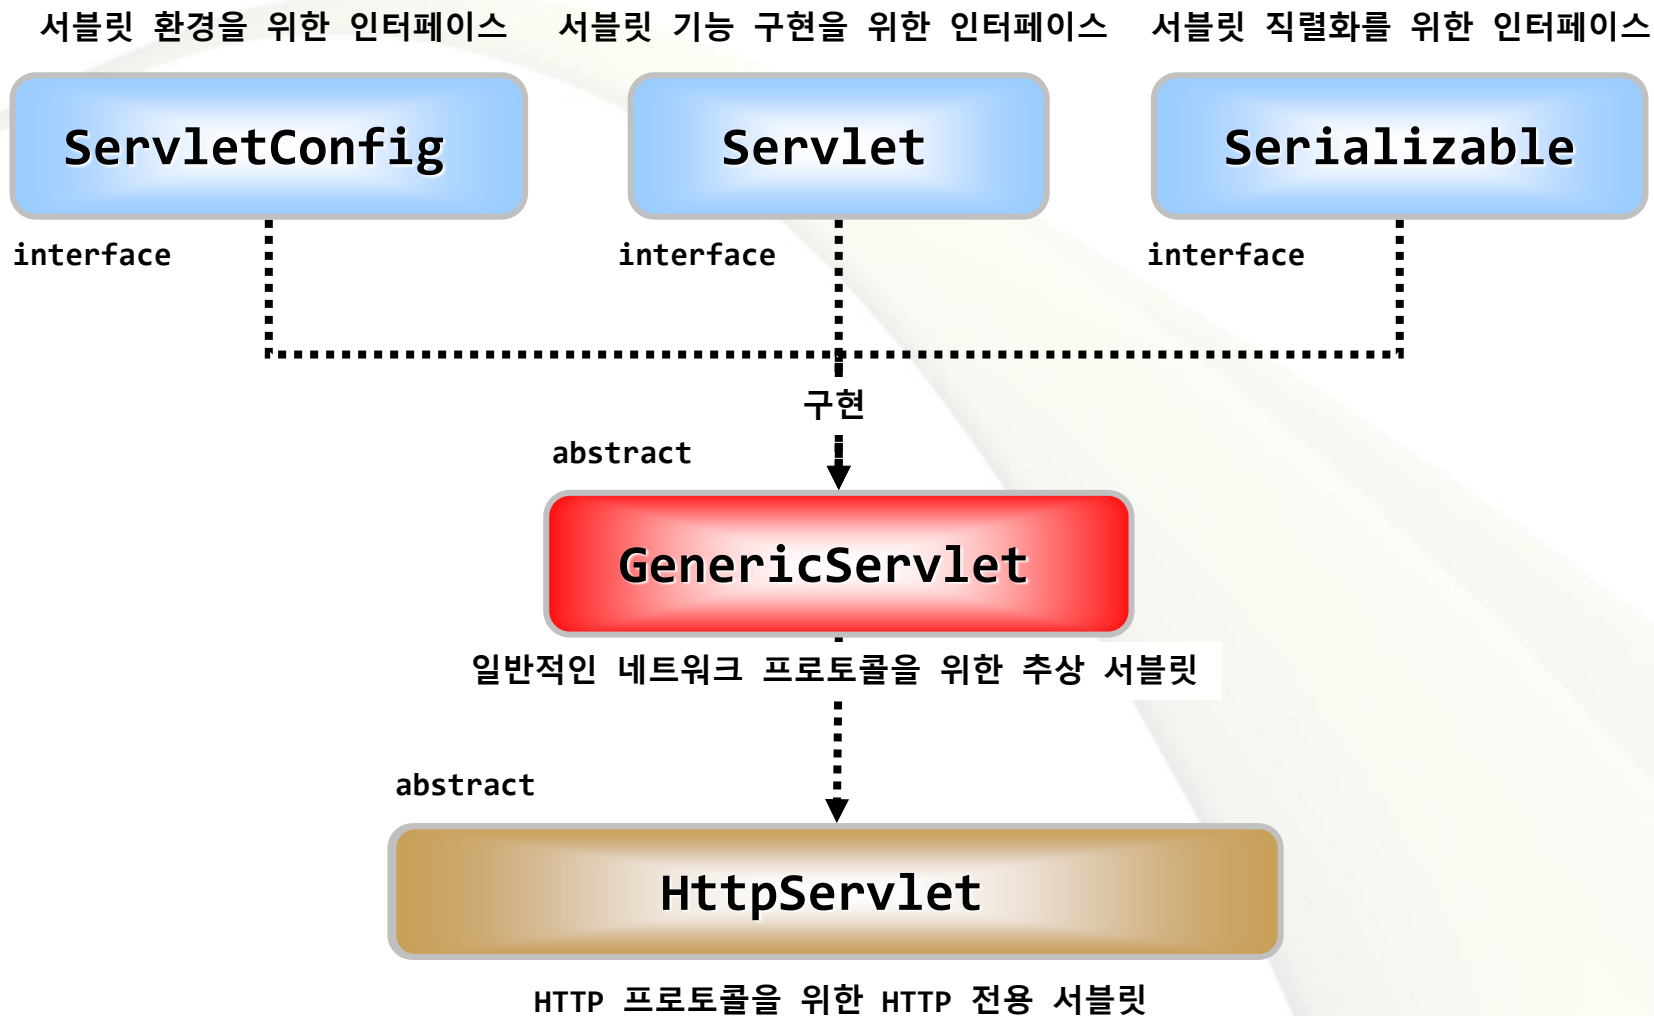 서블릿 환경을 위한 인터페이스
서블릿 기능 구현을 위한 인터페이스
서블릿 직렬화를 위한 인터페이스
ServletConfig
Servlet
Serializable
interface
interface
interface
구현
abstract
GenericServlet
일반적인 네트워크 프로토콜을 위한 추상 서블릿
abstract
HttpServlet
HTTP 프로토콜을 위한 HTTP 전용 서블릿